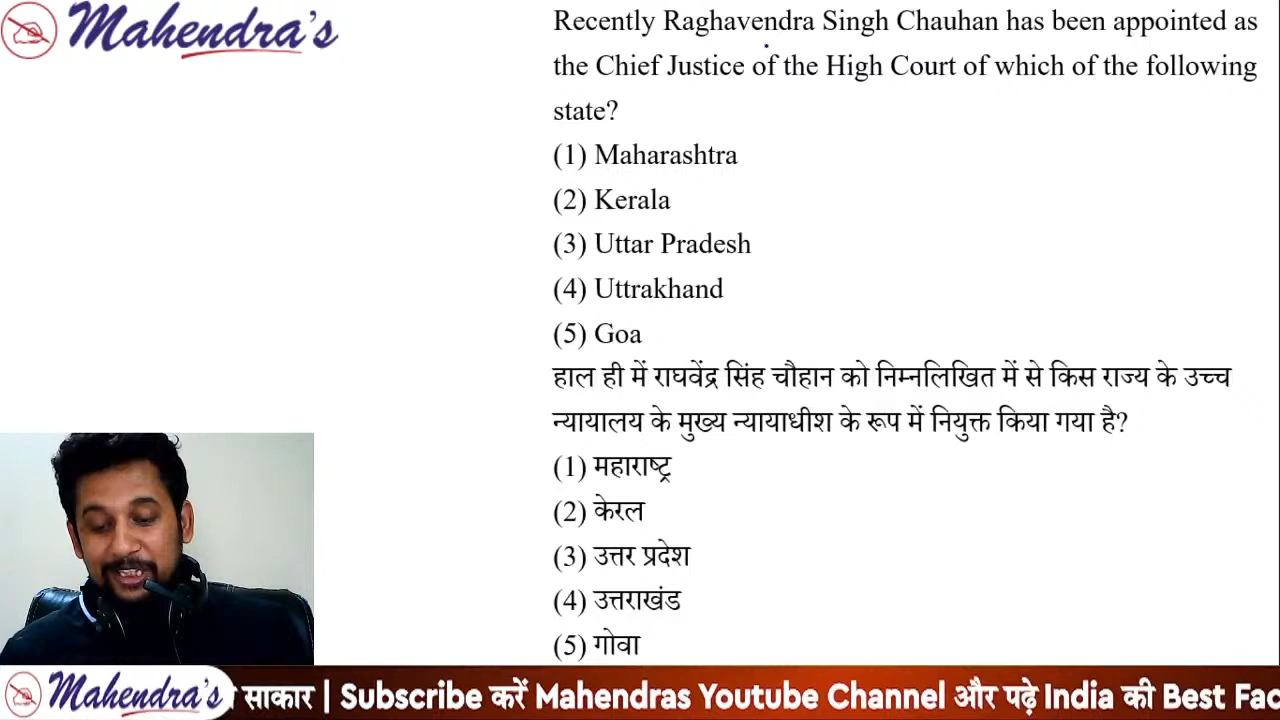 Mahendra's
Recently Raghavendra Singh Chauhan has been appointed as
the Chief Justice of the High Court of which of the following
state?
(1) Maharashtra
(2) Kerala
(3) Uttar Pradesh
(4) Uttrakhand
(5) Goa
हाल ही में राघवेंद्र सिंह चौहान को निम्नलिखित में से किस राज्य के उच्च
न्यायालय के मुख्य न्यायाधीश के रूप में नियुक्त किया गया है?
(1) महाराष्ट्र
(2) केरल
(3) उत्तर प्रदेश
(4) उत्तराखंड
(5) गोवा
Mahendra's साकार | Subscribe करें Mahendras Youtube Channel और पढ़े India की Best Fac